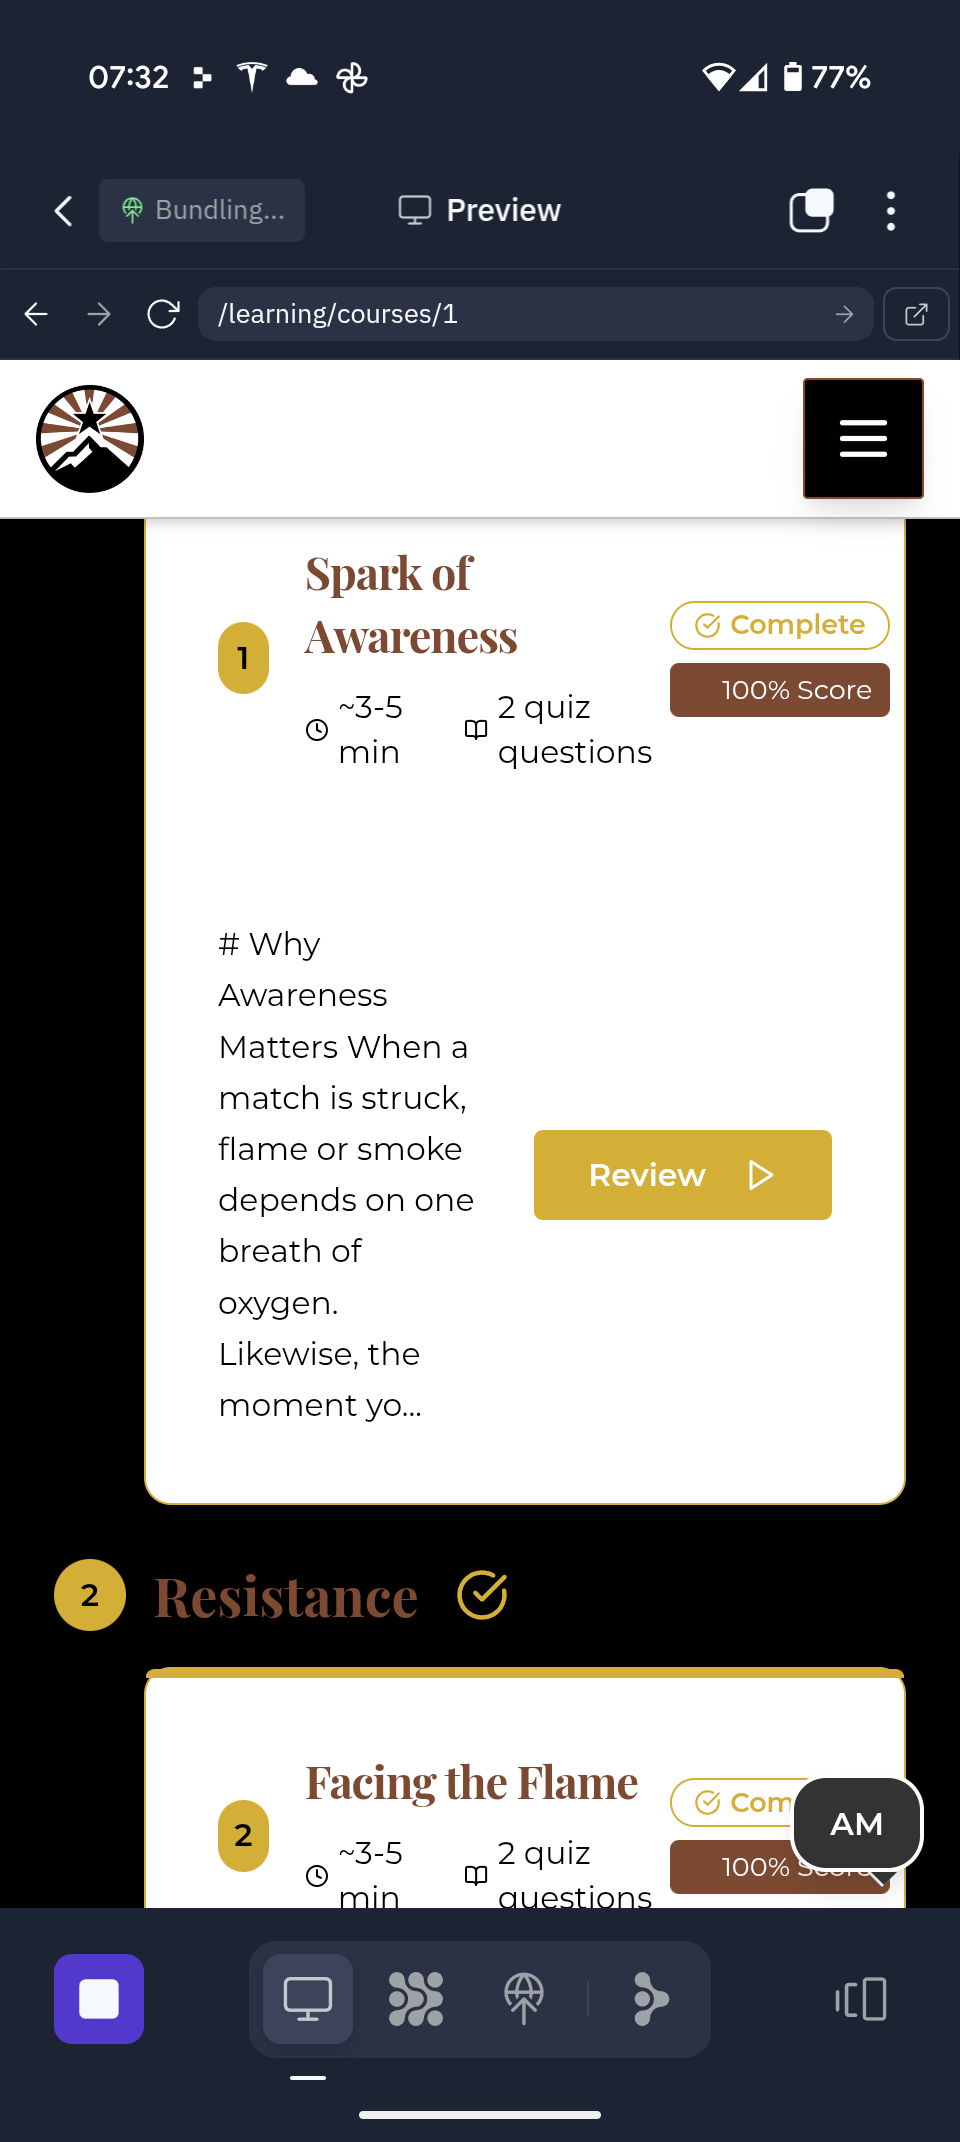 07:32
77%
Bundling...
Preview
/learning/courses/1
Spark of
Awareness
1
Complete
100% Score
~3-5
min
2 quiz
questions
# Why
Awareness
Matters When a
match is struck,
flame or smoke
depends on one
breath of
oxygen.
Likewise, the
moment yo...
Review
2
Resistance
Facing the Flame
2
Com
100% Score
~3-5
min
2 quiz
questions
AM